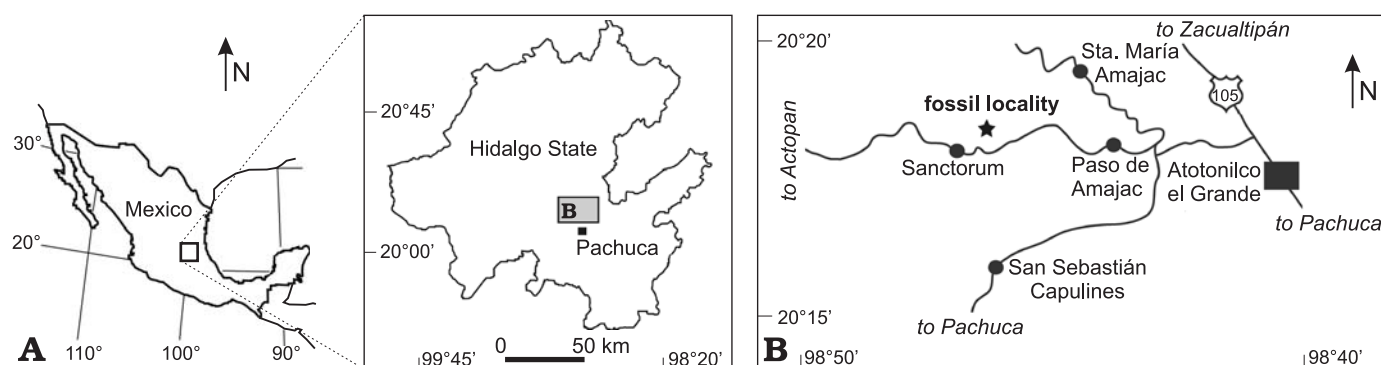 N
30°
Mexico
20°
A
110°
100°
90°
20°45’
Hidalgo State
B
Pachuca
20°00’
0
50 km
99°45’
98°20’
20°20’
to Zacualtipán
Sta. María
Amajac
105
N
fossil locality
to Actopan
Sanctorum
Paso de
Amajac
Atotonilco
el Grande
to Pachuca
San Sebastián
Capulines
20°15’
to Pachuca
B
98°50’
98°40’